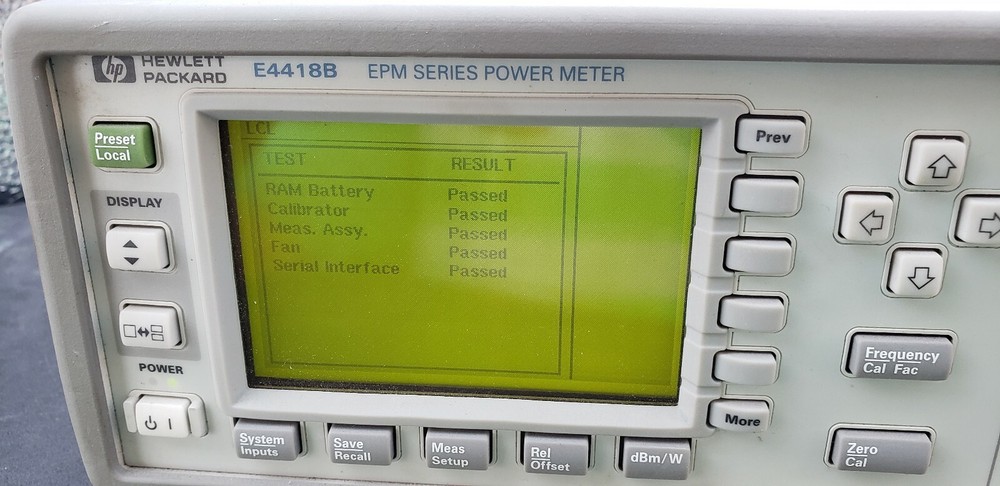 hp HEWLETT
PACKARD
E4418B EPM SERIES POWER METER
Preset
Local
DISPLAY
POWER
LCL
TEST RESULT
RAM Battery Passed
Calibrator Passed
Meas. Assy. Passed
Fan Passed
Serial Interface Passed
Prev
More
Frequency
Cal Fac
Zero
Cal
System
Inputs
Save
Recall
Meas
Setup
Rel
Offset
dBm/W